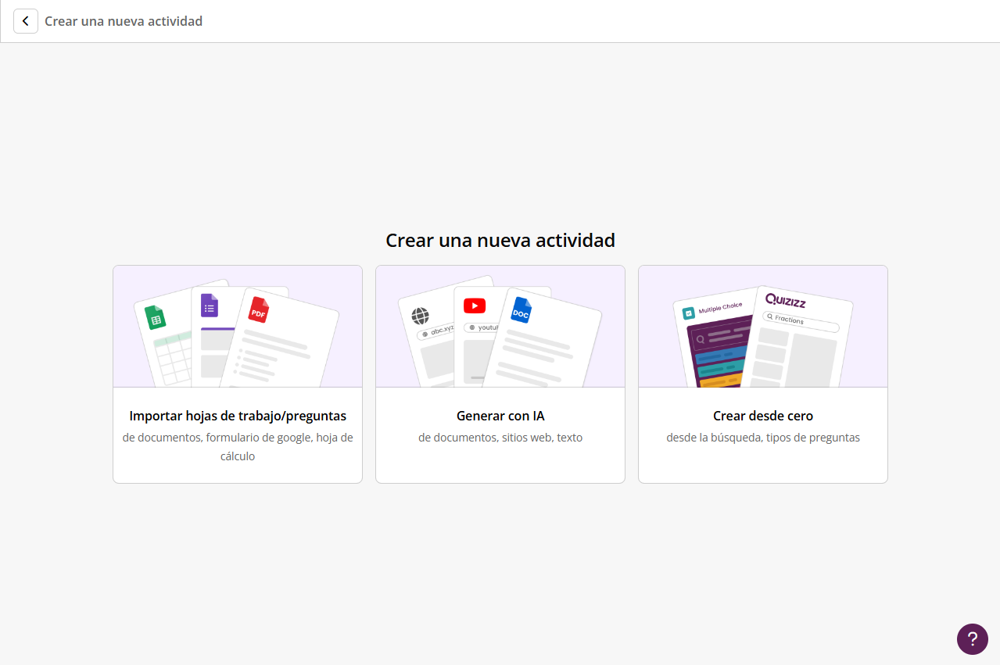 Crear una nueva actividad
Crear una nueva actividad
PDF
Importar hojas de trabajo/preguntas
de documentos, formulario de google, hoja de
cálculo
abc.xyz
youtu
DOC
Generar con IA
de documentos, sitios web, texto
Multiple Choice
Quizizz
Fractions
Crear desde cero
desde la búsqueda, tipos de preguntas
?